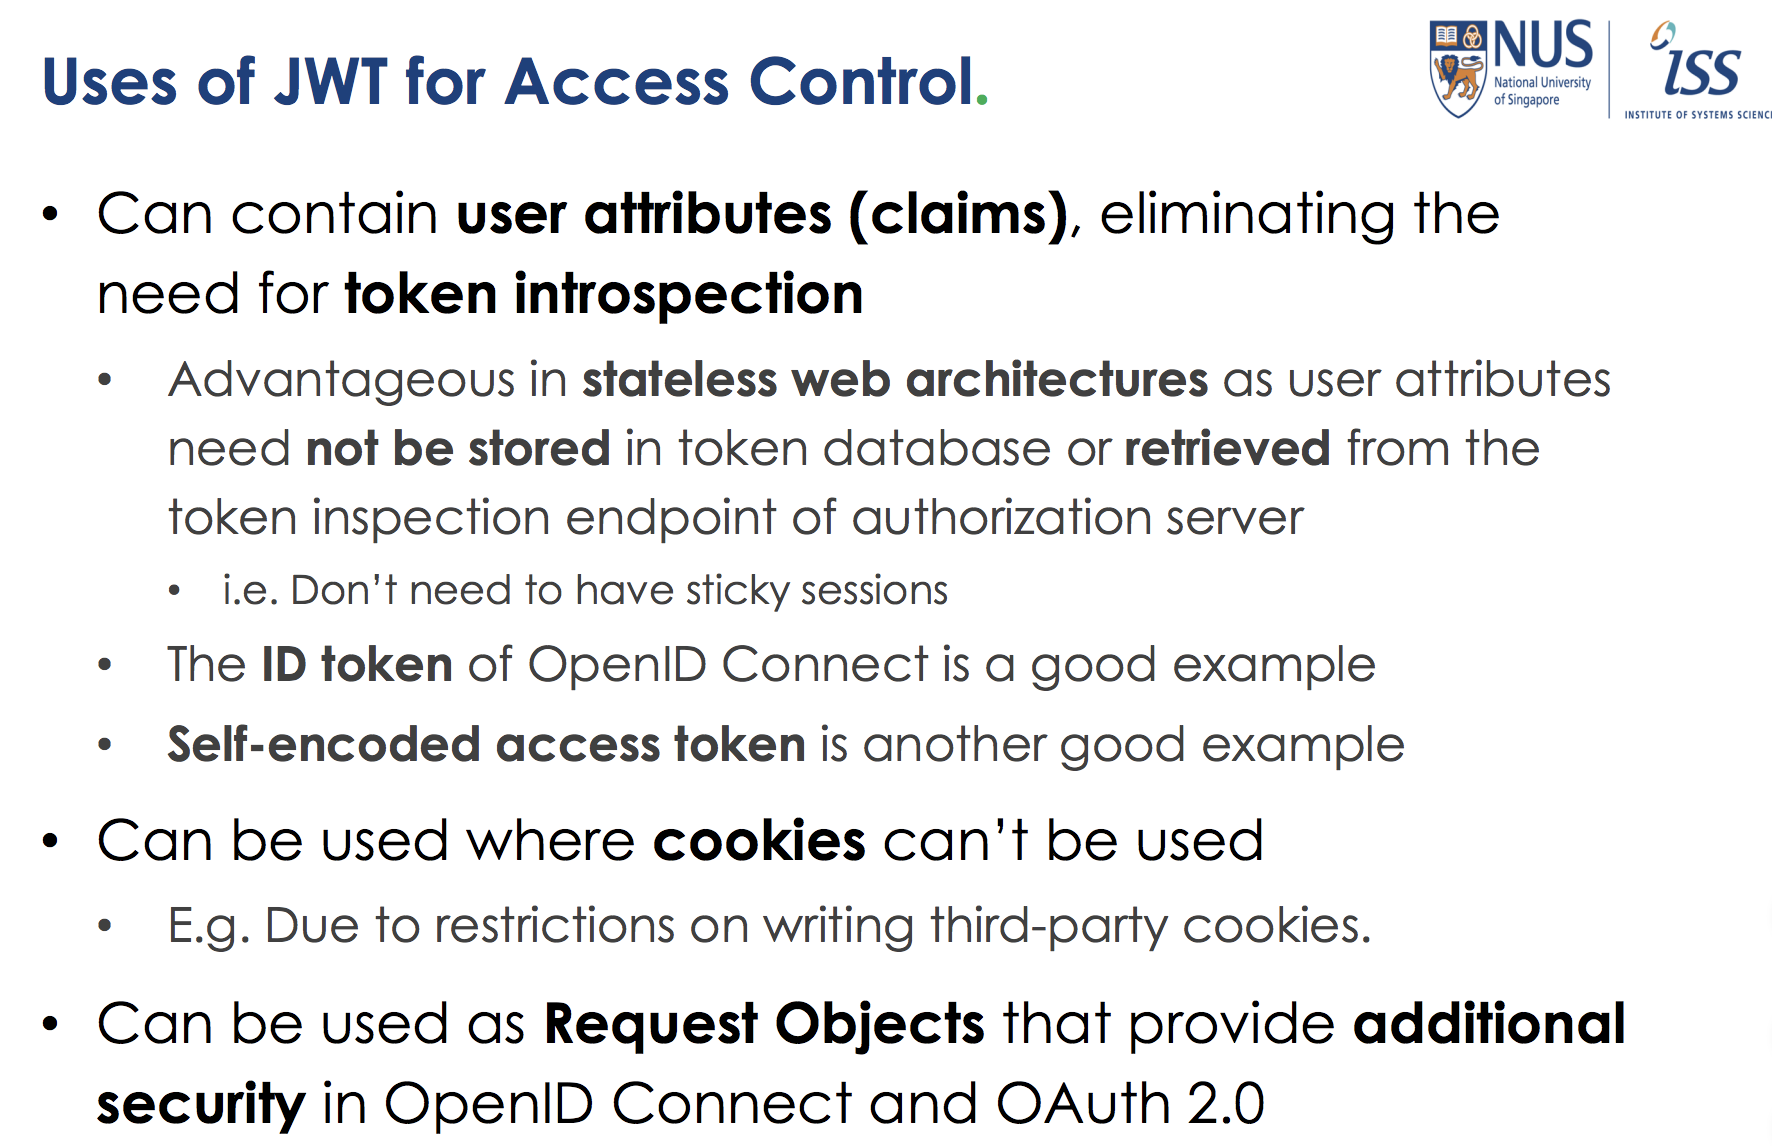 Uses of JWT for Access Control.
NUS
National University
of Singapore
iSS
INSTITUTE OF SYSTEMS SCIENC
• Can contain user attributes (claims), eliminating the
need for token introspection
• Advantageous in stateless web architectures as user attributes
need not be stored in token database or retrieved from the
token inspection endpoint of authorization server
• i.e. Don’t need to have sticky sessions
• The ID token of OpenID Connect is a good example
• Self-encoded access token is another good example
• Can be used where cookies can’t be used
• E.g. Due to restrictions on writing third-party cookies.
• Can be used as Request Objects that provide additional
security in OpenID Connect and OAuth 2.0